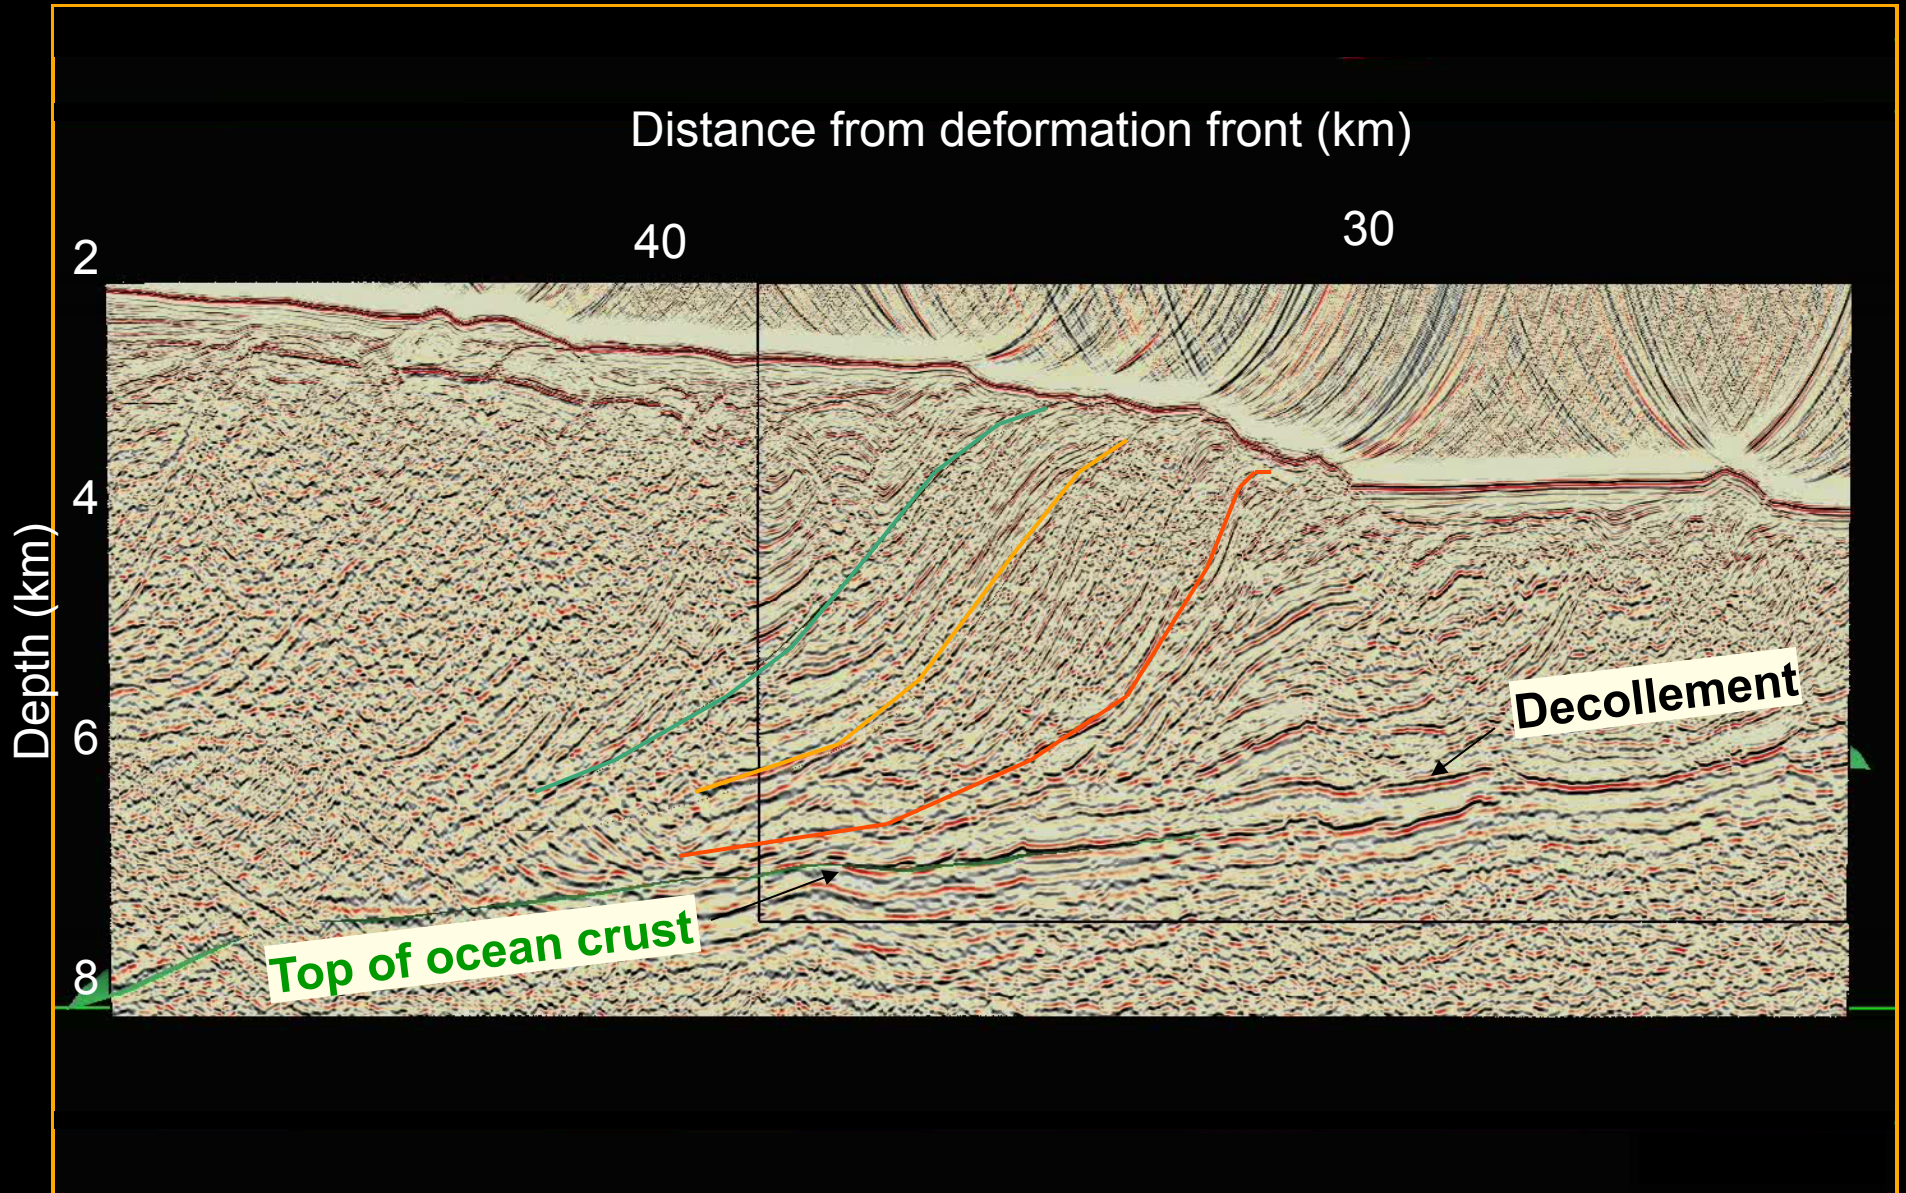 Distance from deformation front (km)
40
30
2
4
6
8
Depth (km)
Decollement
Top of ocean crust